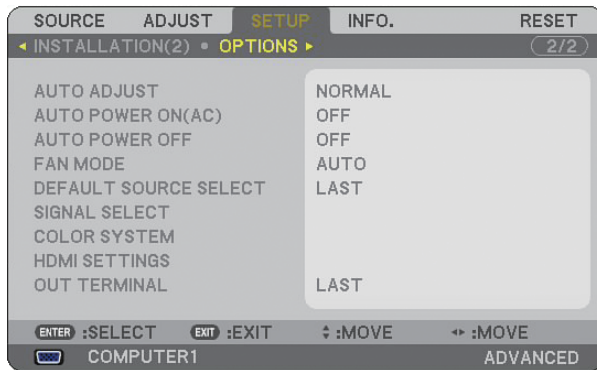 SOURCE ADJUST SETUP INFO. RESET
INSTALLATION(2) • OPTIONS 2/2
AUTO ADJUST NORMAL
AUTO POWER ON(AC) OFF
AUTO POWER OFF OFF
FAN MODE AUTO
DEFAULT SOURCE SELECT LAST
SIGNAL SELECT
COLOR SYSTEM
HDMI SETTINGS
OUT TERMINAL LAST
ENTER :SELECT EXIT :EXIT :MOVE :MOVE
COMPUTER1 ADVANCED